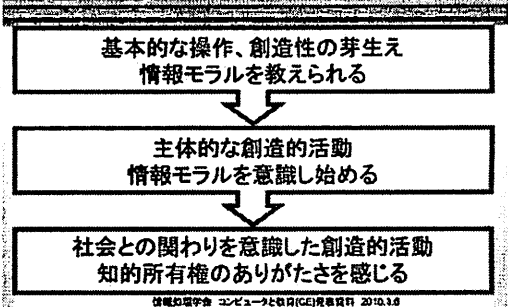 基本的な操作、創造性の芽生え
情報モラルを教えられる
主体的な創造的活動
情報モラルを意識し始める
社会との関わりを意識した創造的活動
知的所有権のありがたさを感じる
情報処理学会 コンピュータと教育(CE)発表資料 2010.3.6